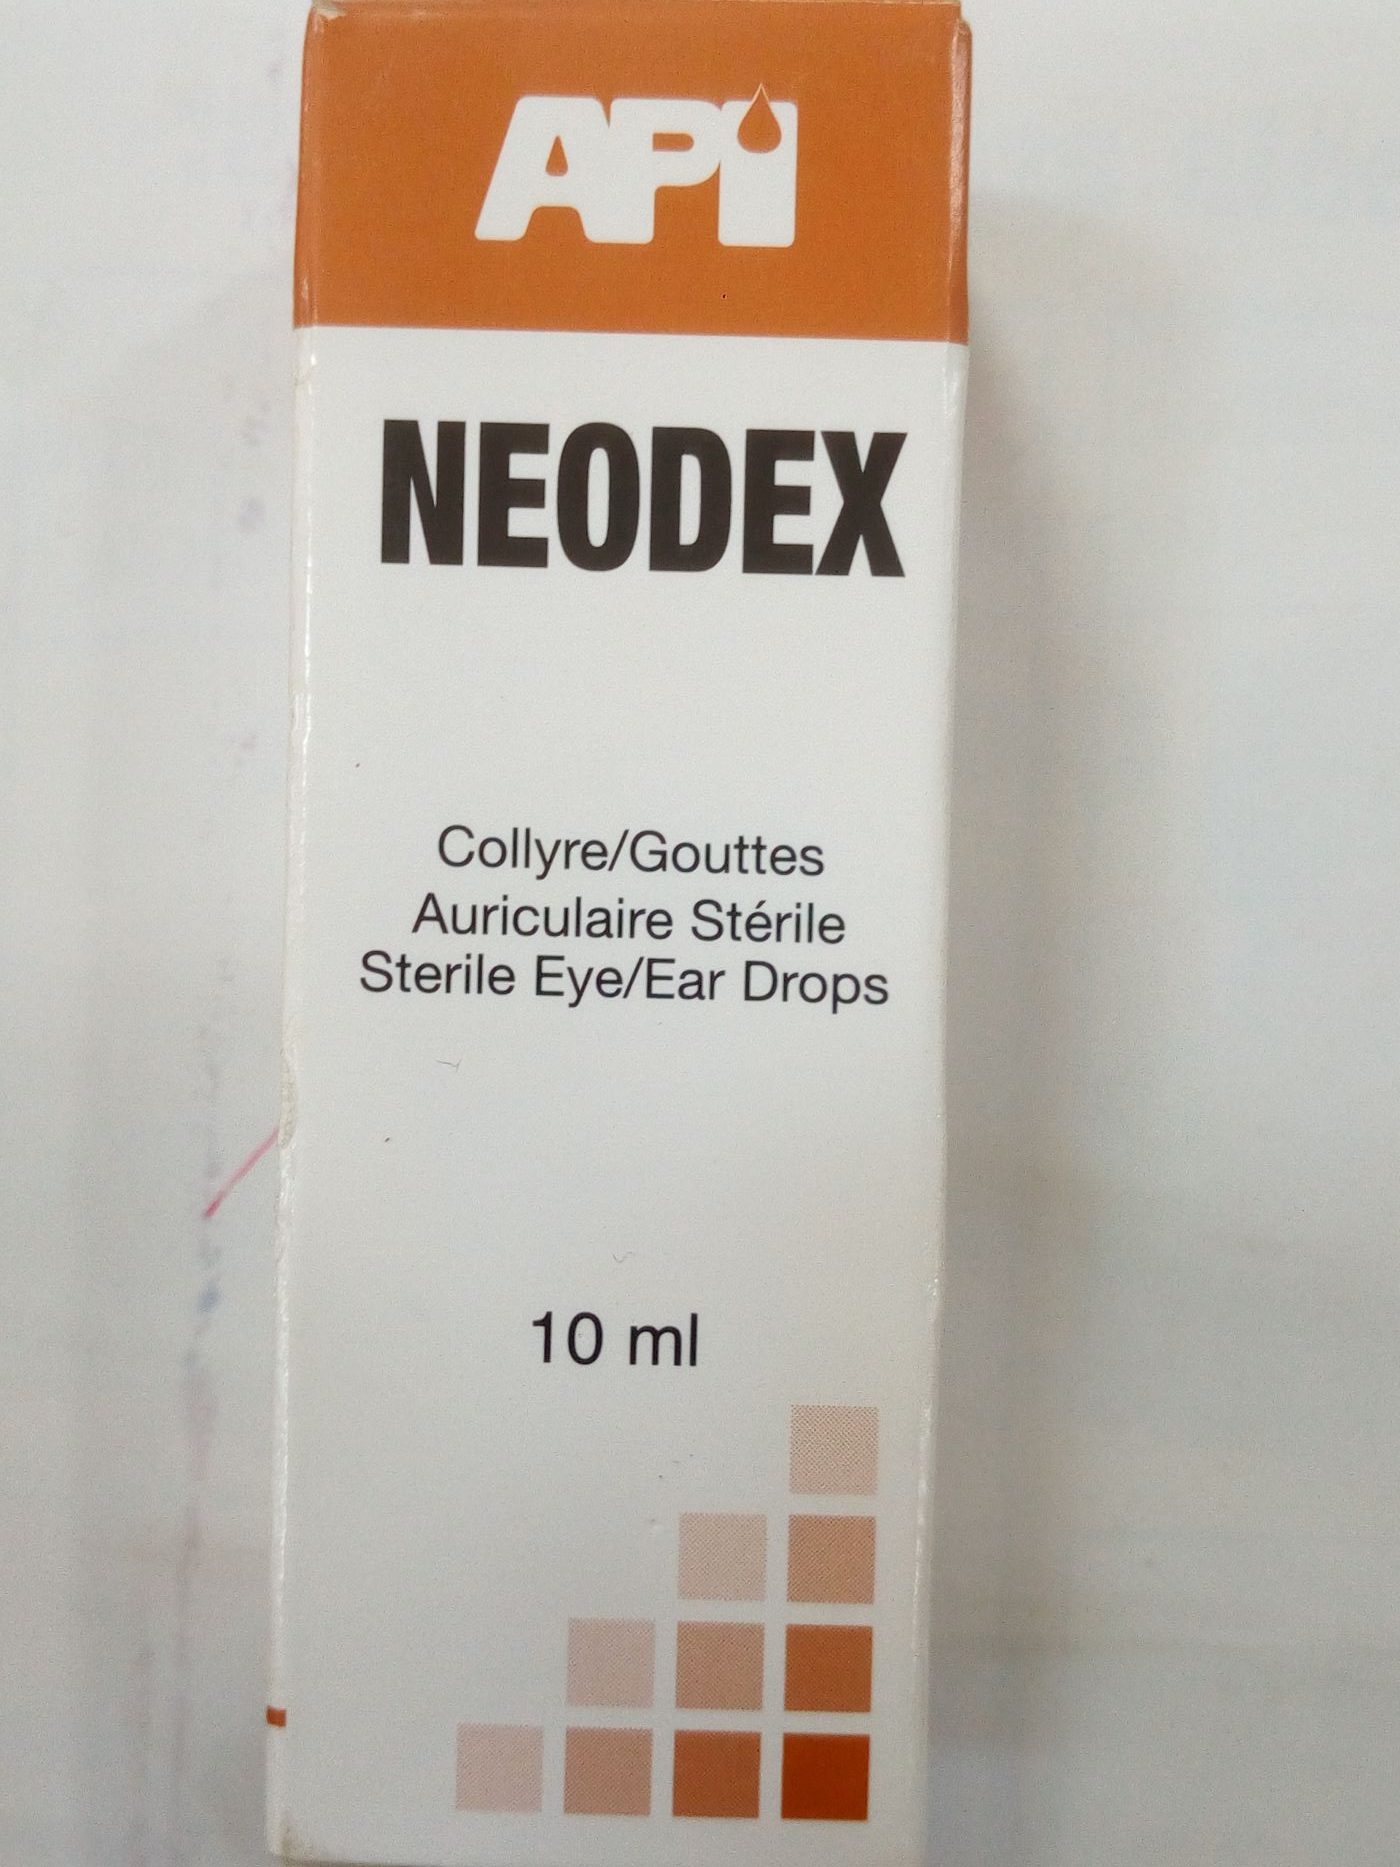 API
NEODEX
Collyre/Gouttes
Auriculaire Stérile
Sterile Eye/Ear Drops
10 ml